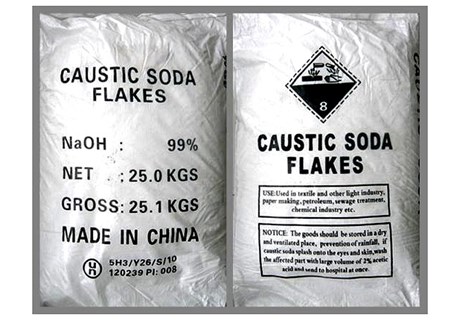 CAUSTIC SODA
FLAKES
NaOH : 99%
NET : 25.0 KGS
GROSS: 25.1 KGS
MADE IN CHINA
un
5H3/Y26/S/10
120239 PI: 008
8
CAUSTIC SODA
FLAKES
USE:Used in textile and other light industry,
paper making, petroleum, sewage treatment,
chemical industry etc.
NOTICE: The goods should be stored in a dry
and ventilated place, prevention of rainfall, if
caustic soda splash onto the eyes and skin,wash
the affected part with large volume of 2% acetic
acid and send to hospital at once.